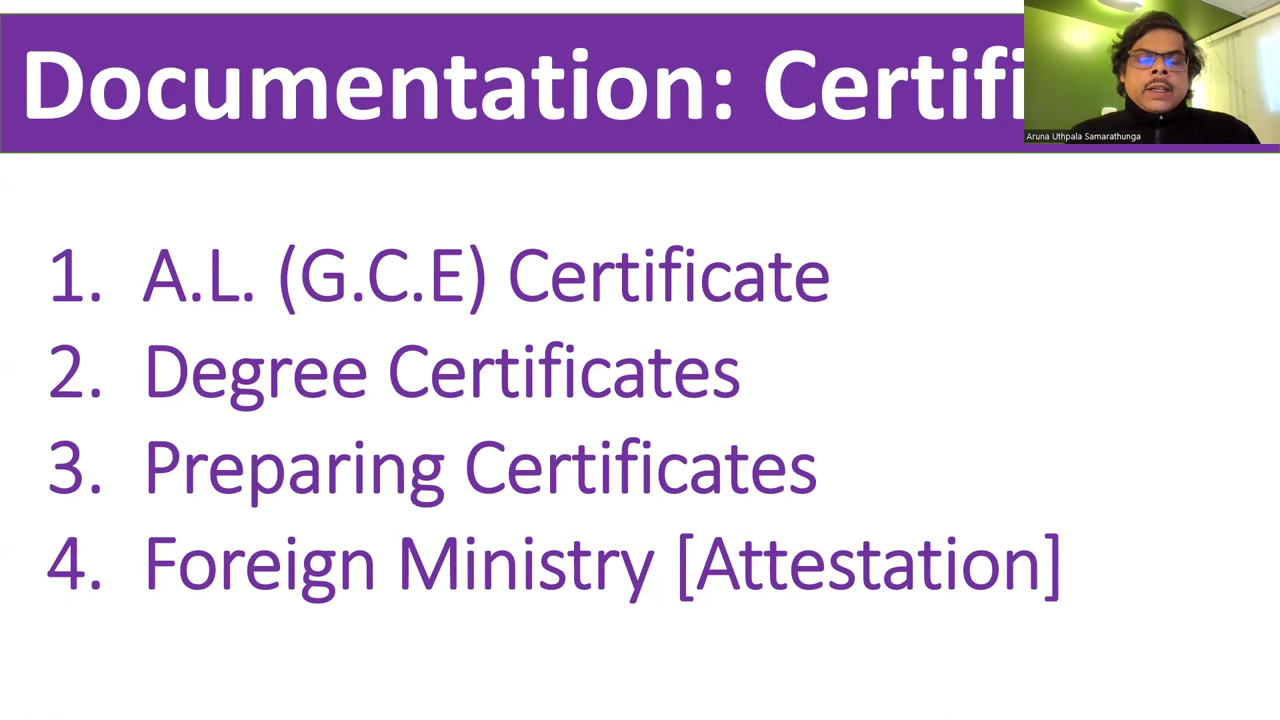 Documentation: Certifi
Aruna Uthpala Samarathunga
1. A.L. (G.C.E) Certificate
2. Degree Certificates
3. Preparing Certificates
4. Foreign Ministry [Attestation]